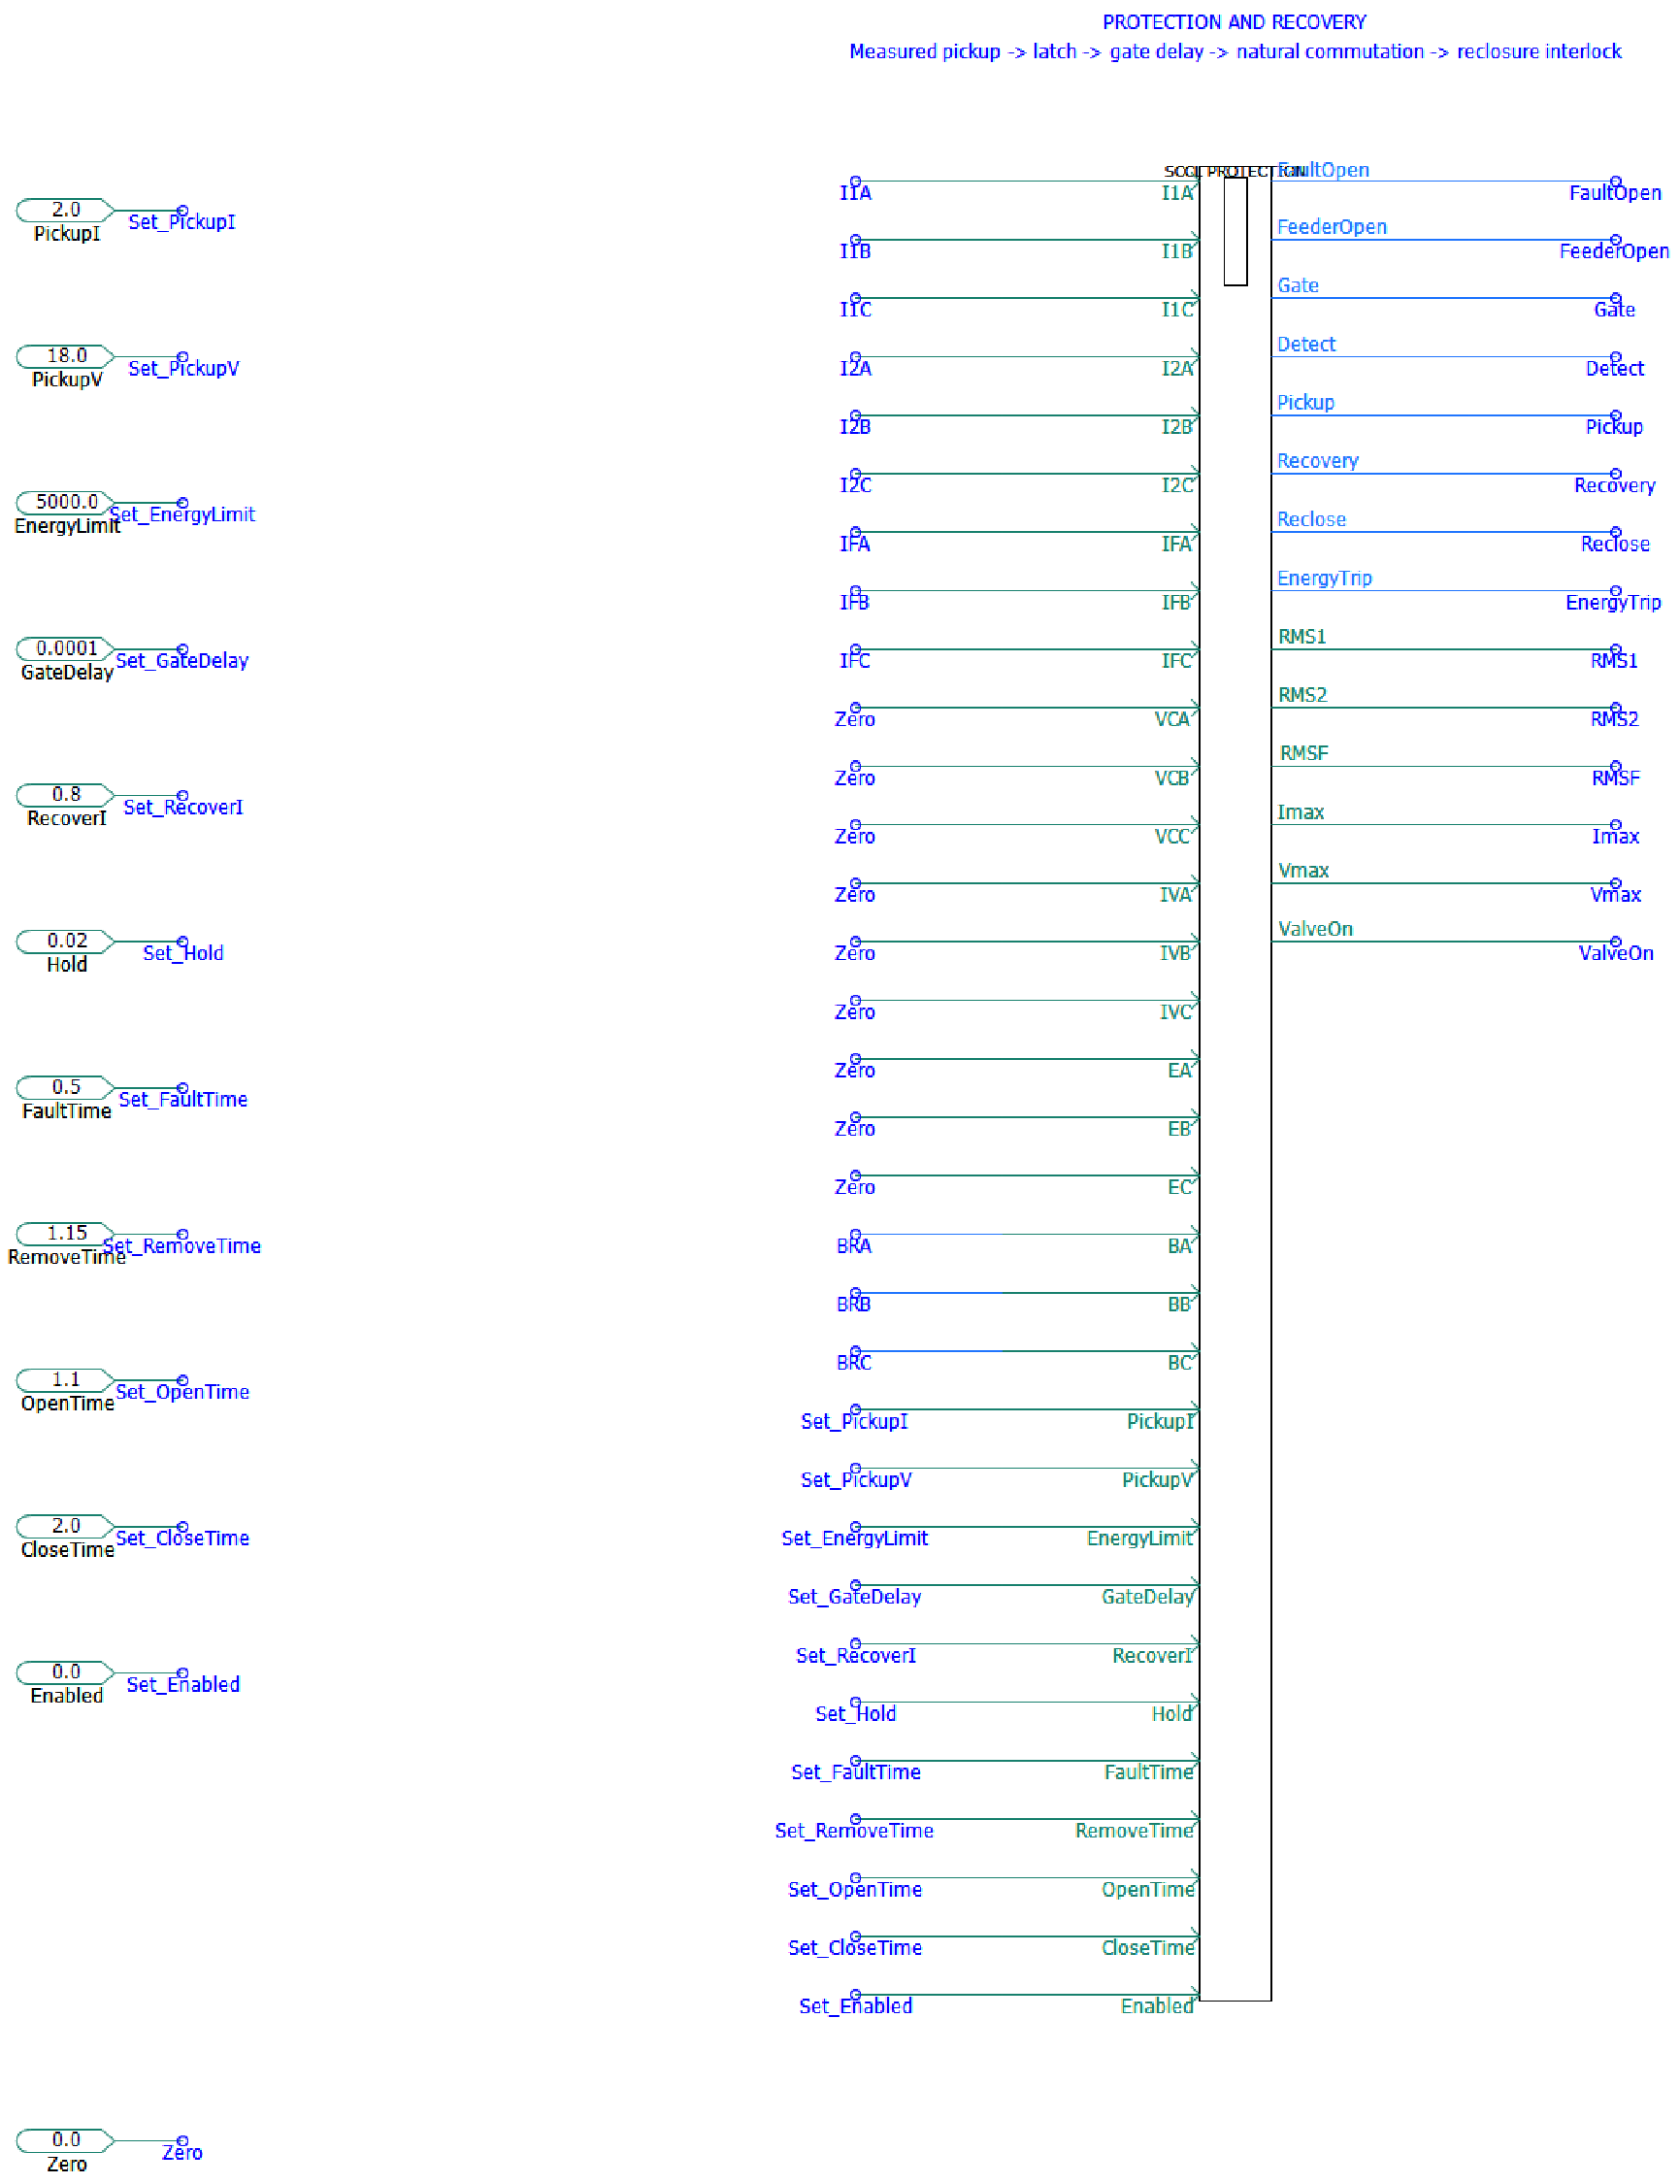 PROTECTION AND RECOVERY
Measured pickup -> latch -> gate delay -> natural commutation -> reclosure interlock
2.0
PickupI
Set_PickupI
18.0
PickupV
Set_PickupV
5000.0
EnergyLimit
Set_EnergyLimit
0.0001
GateDelay
Set_GateDelay
0.8
RecoverI
Set_RecoverI
0.02
Hold
Set_Hold
0.5
FaultTime
Set_FaultTime
1.15
RemoveTime
Set_RemoveTime
1.1
OpenTime
Set_OpenTime
2.0
CloseTime
Set_CloseTime
0.0
Enabled
Set_Enabled
0.0
Zero
Zero
PROTECTION
I1A I1A
I1B I1B
I1C I1C
I2A I2A
I2B I2B
I2C I2C
IFA IFA
IFB IFB
IFC IFC
Zero VCA
Zero VCB
Zero VCC
Zero IVA
Zero IVB
Zero IVC
Zero EA
Zero EB
Zero EC
BRA BA
BRB BB
BRC BC
Set_PickupI PickupI
Set_PickupV PickupV
Set_EnergyLimit EnergyLimit
Set_GateDelay GateDelay
Set_RecoverI RecoverI
Set_Hold Hold
Set_FaultTime FaultTime
Set_RemoveTime RemoveTime
Set_OpenTime OpenTime
Set_CloseTime CloseTime
Set_Enabled Enabled
FaultOpen FaultOpen
FeederOpen FeederOpen
Gate Gate
Detect Detect
Pickup Pickup
Recovery Recovery
Reclose Reclose
EnergyTrip EnergyTrip
RMS1 RMS1
RMS2 RMS2
RMSF RMSF
Imax Imax
Vmax Vmax
ValveOn ValveOn